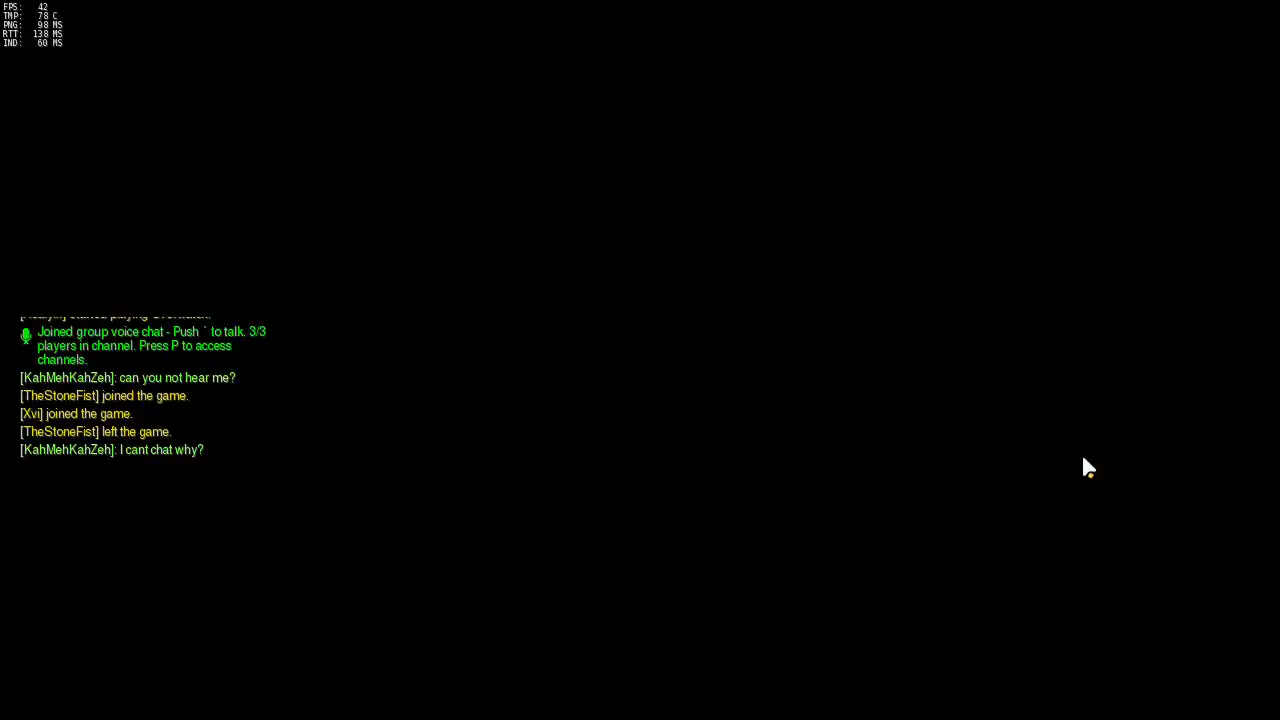 FPS: 42
TMP: 78 C
PNG: 98 MS
RTT: 138 MS
IND: 60 MS
Joined group voice chat - Push ` to talk. 3/3
players in channel. Press P to access
channels.
[KahMehKahZeh]: can you not hear me?
[TheStoneFist] joined the game.
[Xvi] joined the game.
[TheStoneFist] left the game.
[KahMehKahZeh]: I cant chat why?